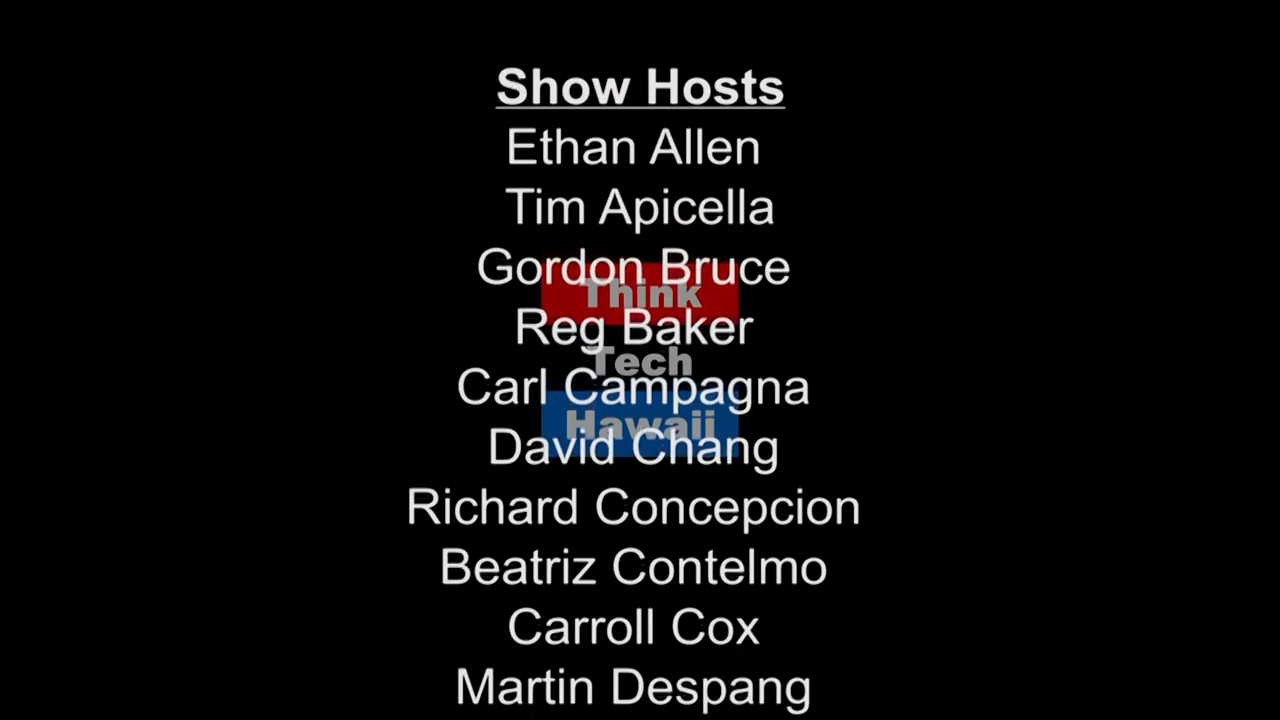 Show Hosts
Ethan Allen
Tim Apicella
Gordon Bruce
Think
Reg Baker
Tech
Carl Campagna
Hawaii
David Chang
Richard Concepcion
Beatriz Contelmo
Carroll Cox
Martin Despang